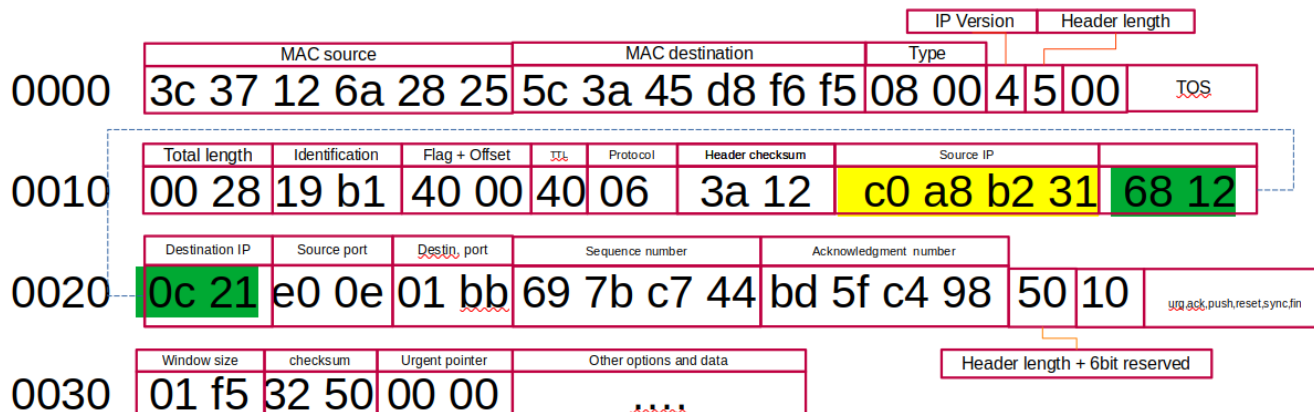 IP Version Header length
MAC source MAC destination Type
0000 3c 37 12 6a 28 25 5c 3a 45 d8 f6 f5 08 00 4 5 00 TOS
Total length Identification Flag + Offset TTL Protocol Header checksum Source IP
0010 00 28 19 b1 40 00 40 06 3a 12 c0 a8 b2 31 68 12
Destination IP Source port Destin. port Sequence number Acknowledgment number
0020 0c 21 e0 0e 01 bb 69 7b c7 44 bd 5f c4 98 50 10 urg,ack,push,reset,sync,fin
Header length + 6bit reserved
Window size checksum Urgent pointer Other options and data
0030 01 f5 32 50 00 00 ....